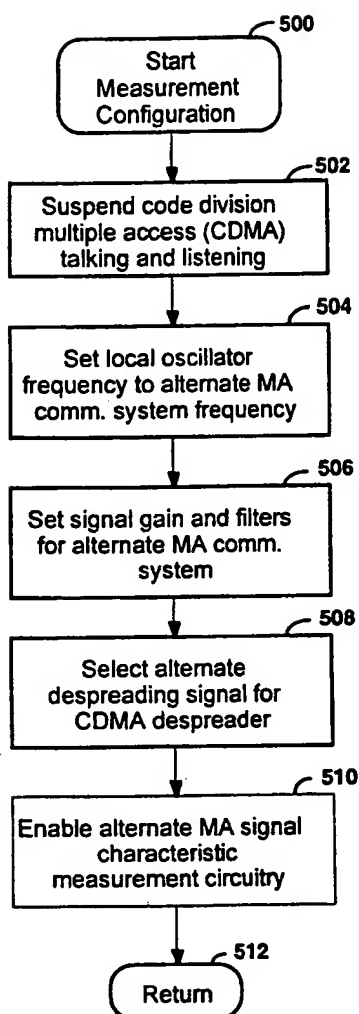 500
Start
Measurement
Configuration
502
Suspend code division
multiple access (CDMA)
talking and listening
504
Set local oscillator
frequency to alternate MA
comm. system frequency
506
Set signal gain and filters
for alternate MA comm.
system
508
Select alternate
despreading signal for
CDMA despreader
510
Enable alternate MA signal
characteristic
measurement circuitry
512
Return